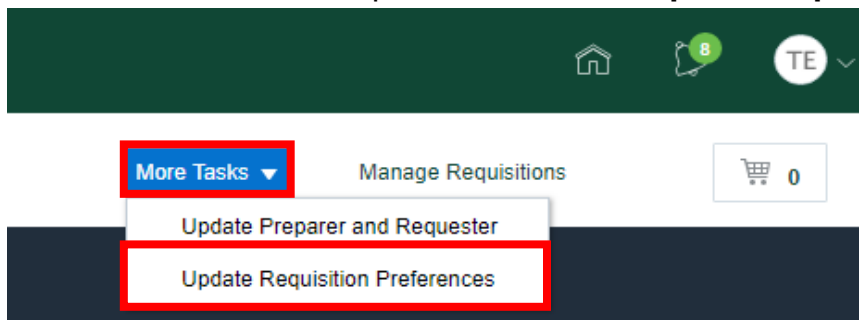 8
TE
More Tasks
Manage Requisitions
0
Update Preparer and Requester
Update Requisition Preferences